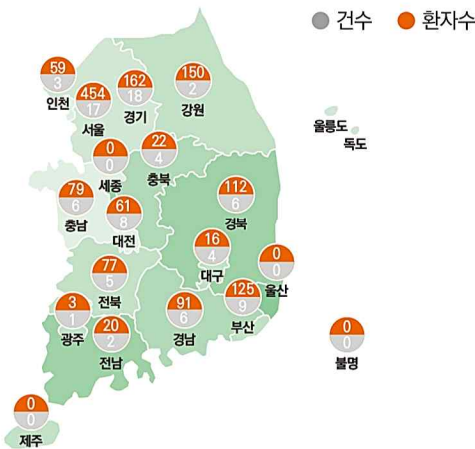 건수 환자수
59
3
인천
454
17
서울
162
18
경기
150
2
강원
울릉도
독도
0
0
세종
22
4
충북
79
6
충남
61
8
대전
112
6
경북
16
4
대구
0
0
울산
77
5
전북
3
1
광주
20
2
전남
91
6
경남
125
9
부산
0
0
불명
0
0
제주